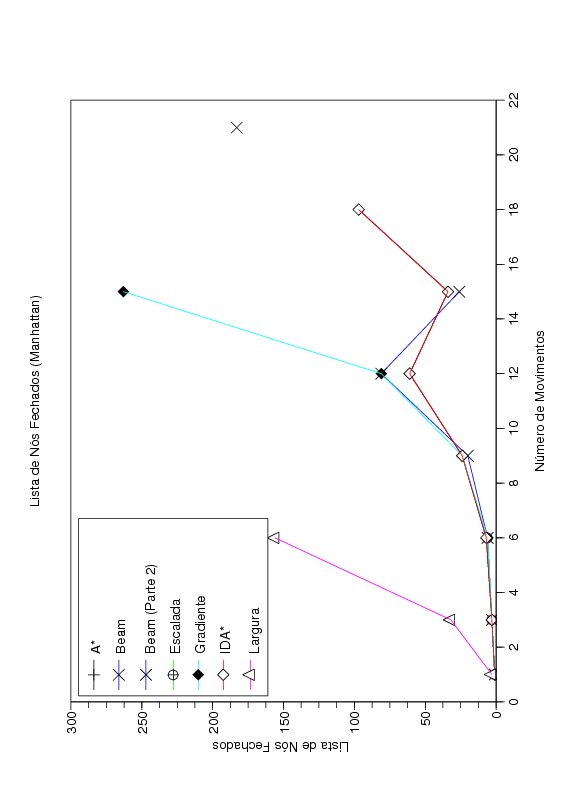 Lista de Nós Fechados (Manhattan)
300
250
200
150
100
50
0
Lista de Nós Fechados
A*
Beam
Beam (Parte 2)
Escalada
Gradiente
IDA*
Largura
0
2
4
6
8
10
12
14
16
18
20
22
Número de Movimentos